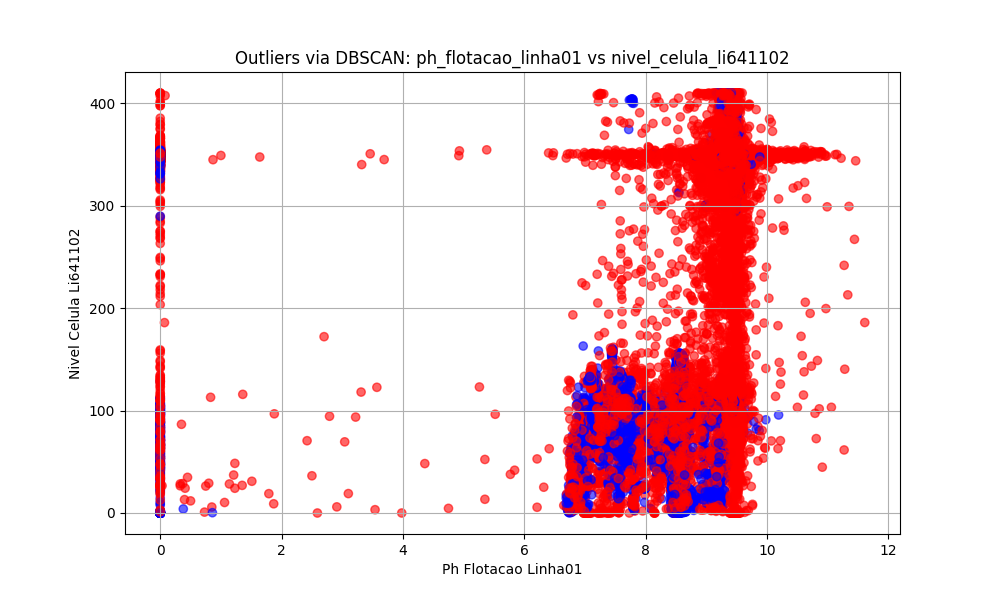 Outliers via DBSCAN: ph_flotacao_linha01 vs nivel_celula_li641102
400
300
200
100
0
Nivel Celula Li641102
0 2 4 6 8 10 12
Ph Flotacao Linha01